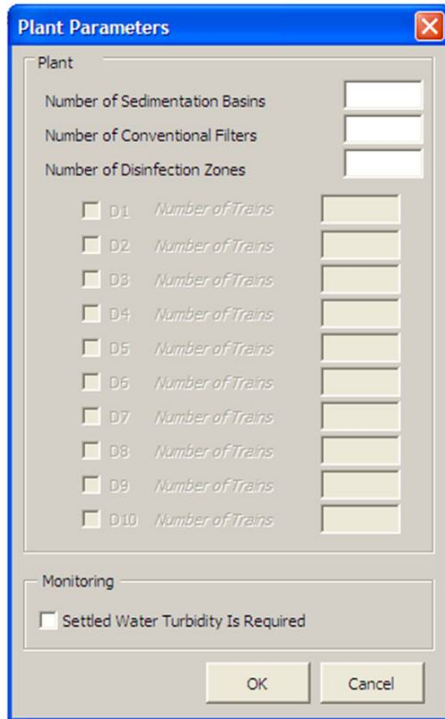 Plant Parameters
Plant
Number of Sedimentation Basins
Number of Conventional Filters
Number of Disinfection Zones
D1 Number of Trains
D2 Number of Trains
D3 Number of Trains
D4 Number of Trains
D5 Number of Trains
D6 Number of Trains
D7 Number of Trains
D8 Number of Trains
D9 Number of Trains
D10 Number of Trains
Monitoring
Settled Water Turbidity Is Required
OK Cancel